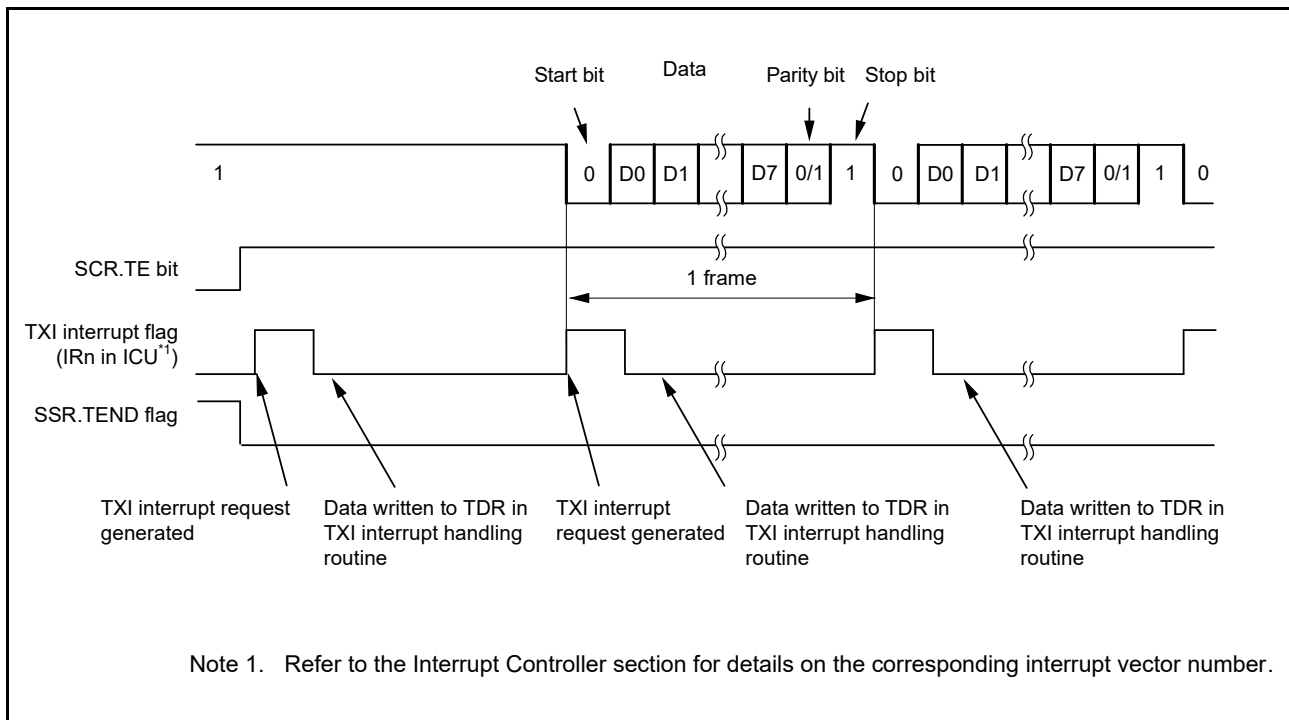 Start bit
Data
Parity bit
Stop bit
1
0 D0 D1 D7 0/1 1 0 D0 D1 D7 0/1 1 0
SCR.TE bit
1 frame
TXI interrupt flag
(IRn in ICU*1)
SSR.TEND flag
TXI interrupt request
generated
Data written to TDR in
TXI interrupt handling
routine
TXI interrupt
request generated
Data written to TDR in
TXI interrupt handling
routine
Data written to TDR in
TXI interrupt handling
routine
Note 1. Refer to the Interrupt Controller section for details on the corresponding interrupt vector number.